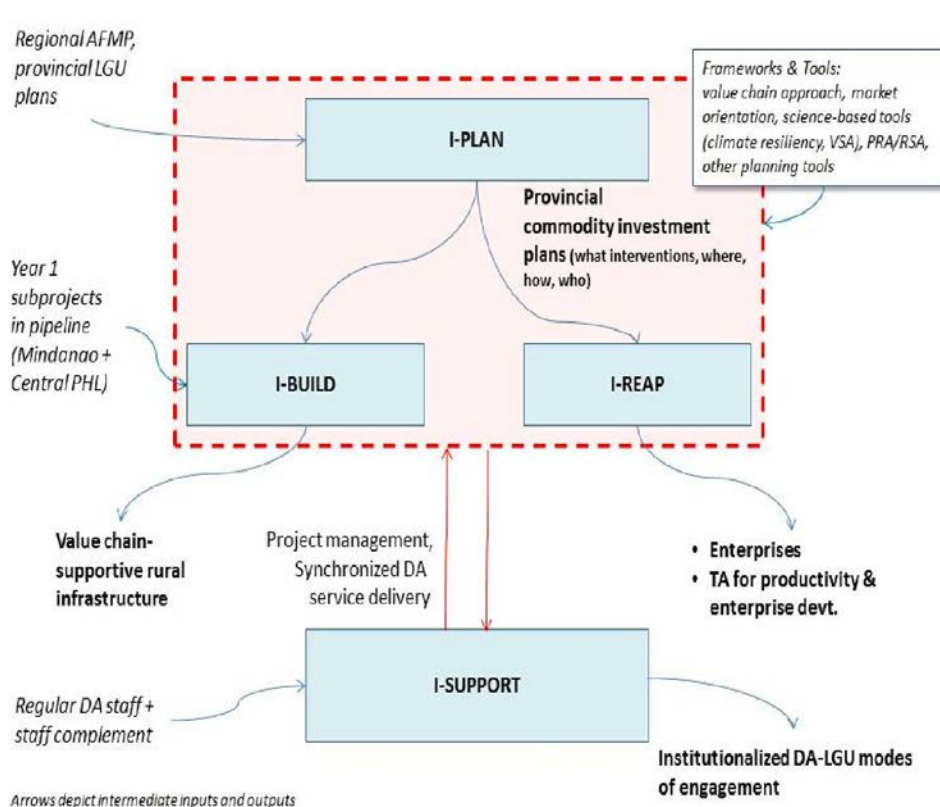 Regional AFMP,
provincial LGU
plans
Frameworks & Tools:
value chain approach, market
orientation, science-based tools
(climate resiliency, VSA), PRA/RSA,
other planning tools
I-PLAN
Provincial
commodity investment
plans (what interventions, where,
how, who)
Year 1
subprojects
in pipeline
(Mindanao +
Central PHL)
I-BUILD
I-REAP
Value chain-
supportive rural
infrastructure
Project management,
Synchronized DA
service delivery
• Enterprises
• TA for productivity &
enterprise devt.
I-SUPPORT
Regular DA staff +
staff complement
Institutionalized DA-LGU modes
of engagement
Arrows depict intermediate inputs and outputs